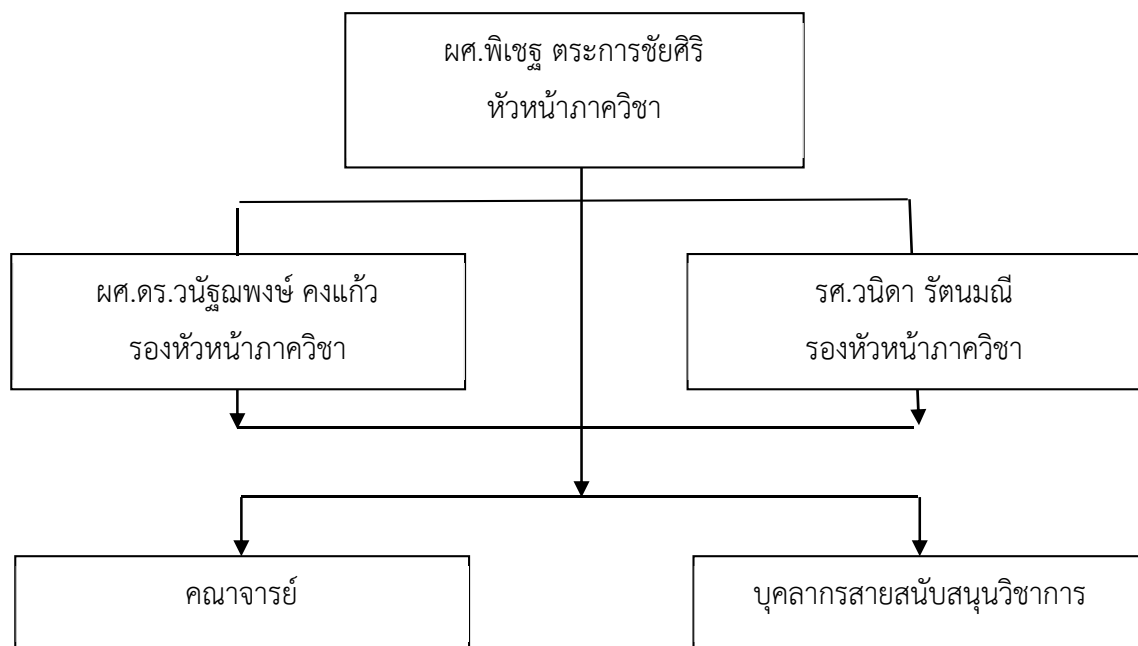 ผศ.พิเชฐ ตระการชัยศิริ
หัวหน้าภาควิชา
ผศ.ดร.วนัฐฌพงษ์ คงแก้ว
รองหัวหน้าภาควิชา
รศ.วนิดา รัตนมณี
รองหัวหน้าภาควิชา
คณาจารย์
บุคลากรสายสนับสนุนวิชาการ